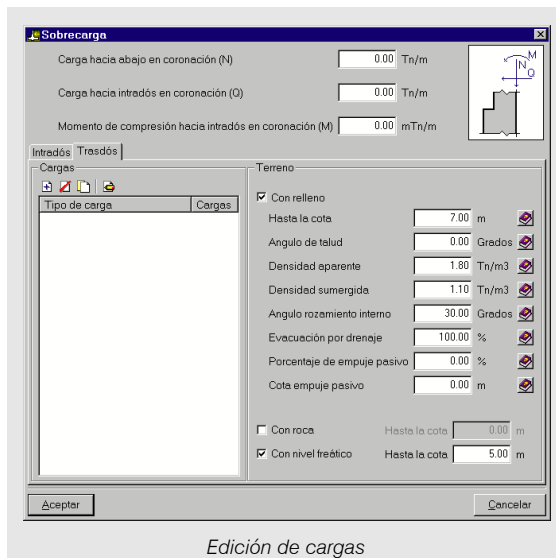 Sobrecarga
Carga hacia abajo en coronación (N) 0.00 Tn/m
Carga hacia intradós en coronación (Q) 0.00 Tn/m
Momento de compresión hacia intradós en coronación (M) 0.00 mTn/m
M
N
Q
Intradós Trasdós
Cargas
Tipo de carga Cargas
Terreno
Con relleno
Hasta la cota 7.00 m
Angulo de talud 0.00 Grados
Densidad aparente 1.80 Tn/m3
Densidad sumergida 1.10 Tn/m3
Angulo rozamiento interno 30.00 Grados
Evacuación por drenaje 100.00 %
Porcentaje de empuje pasivo 0.00 %
Cota empuje pasivo 0.00 m
Con roca Hasta la cota 0.00 m
Con nivel freático Hasta la cota 5.00 m
Aceptar Cancelar
Edición de cargas